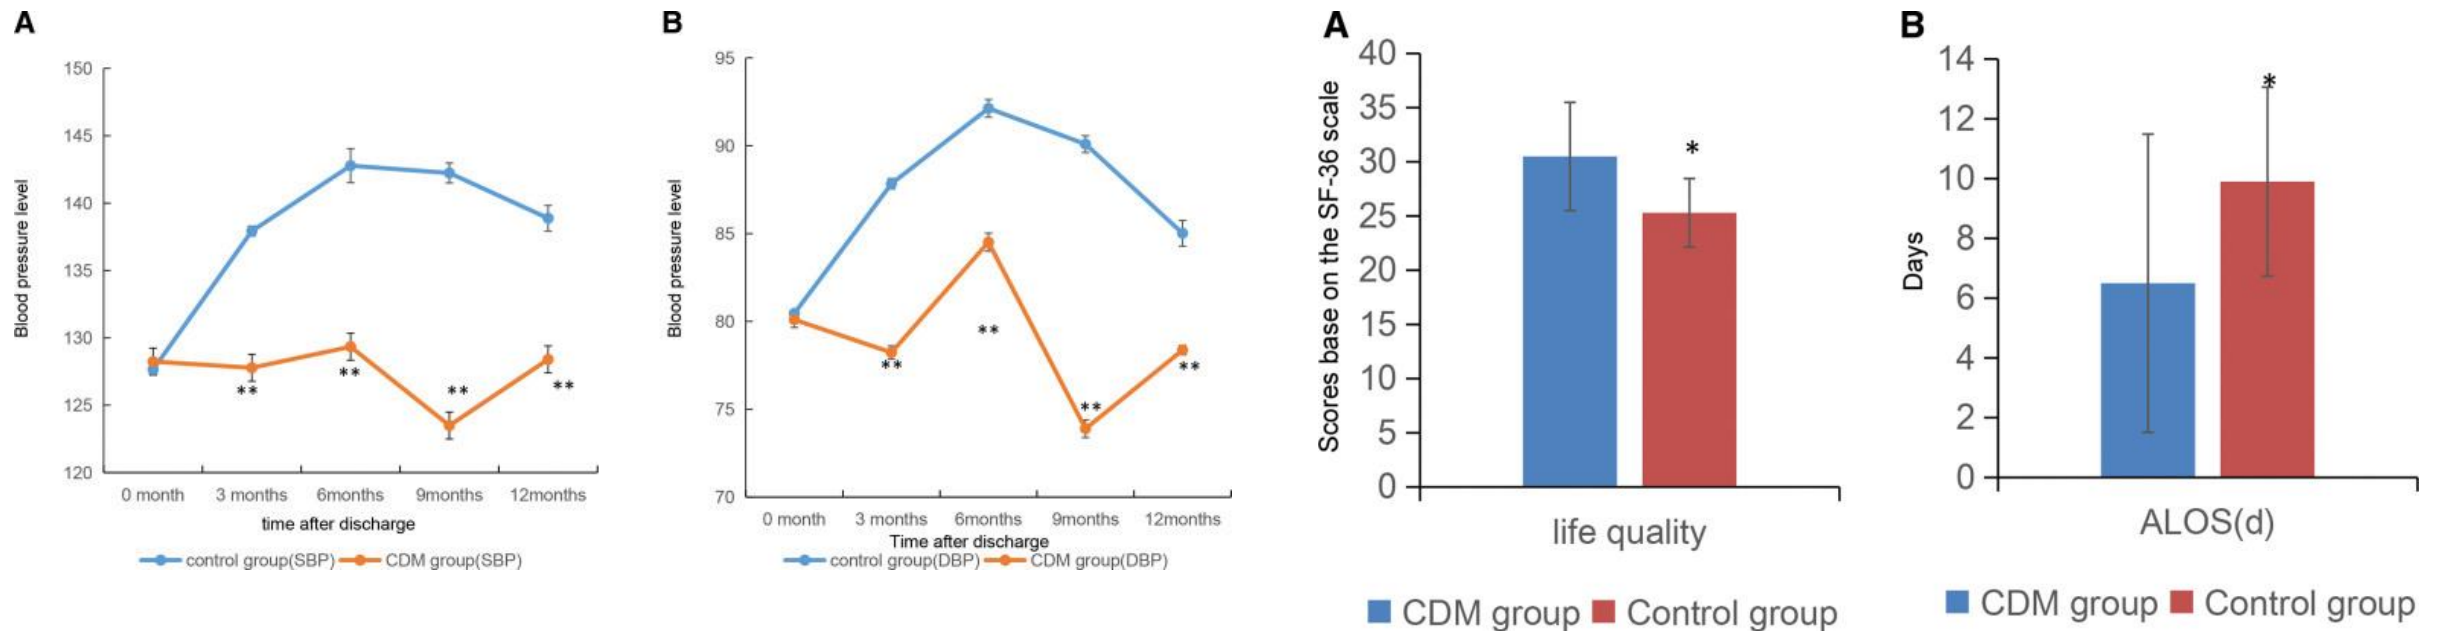 A
Blood pressure level
150
145
140
135
130
125
120
**
**
**
**
0 month 3 months 6months 9months 12months
time after discharge
control group(SBP) CDM group(SBP)
B
Blood pressure level
95
90
85
80
75
70
**
**
**
**
0 month 3 months 6months 9months 12months
Time after discharge
control group(DBP) CDM group(DBP)
A
Scores base on the SF-36 scale
40
35
30
25
20
15
10
5
0
*
life quality
CDM group Control group
B
Days
14
12
10
8
6
4
2
0
*
ALOS(d)
CDM group Control group